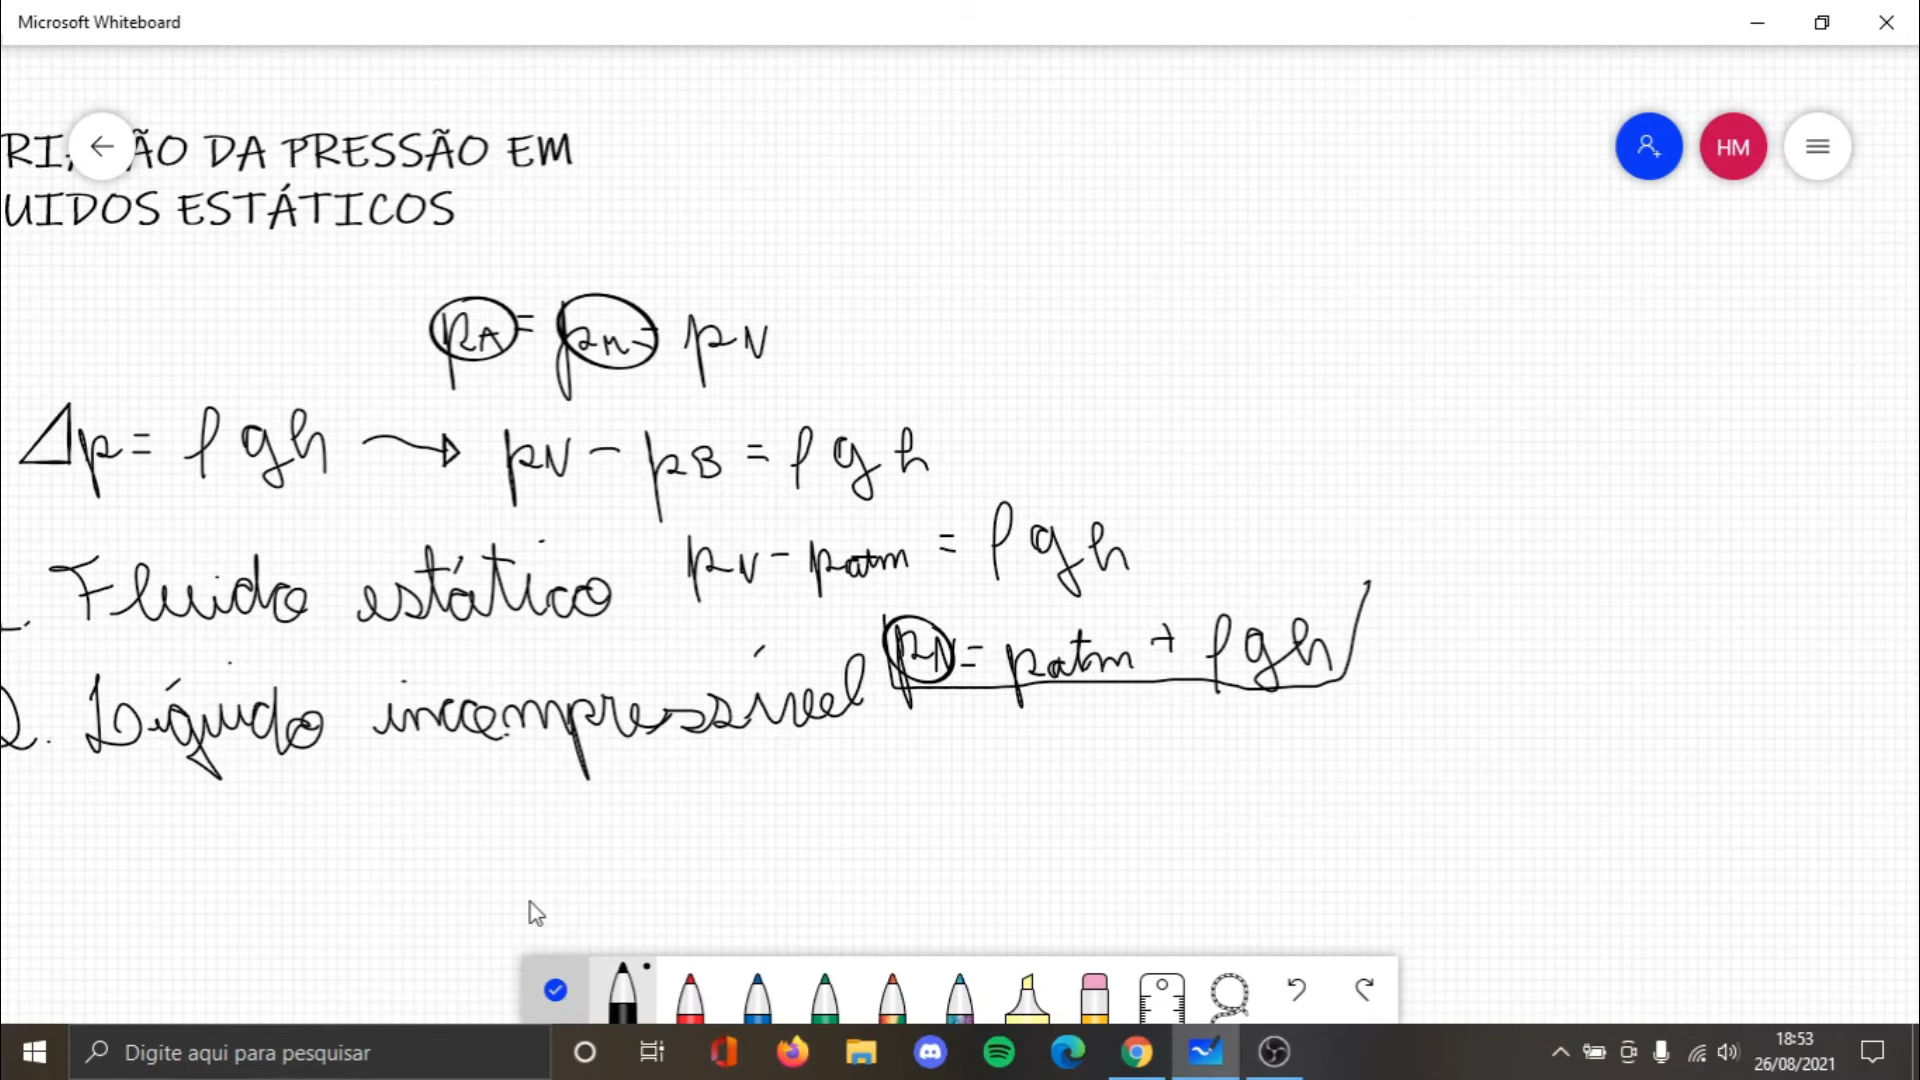 Microsoft Whiteboard
RI ÃO DA PRESSÃO EM
UIDOS ESTÁTICOS
HM
pA = pM = pN
Δp = ρgh → pN - pB = ρgh
pN - patm = ρgh
Fluido estático
pN = patm + ρgh
2. Líquido incompressível
Digite aqui para pesquisar
18:53
26/08/2021